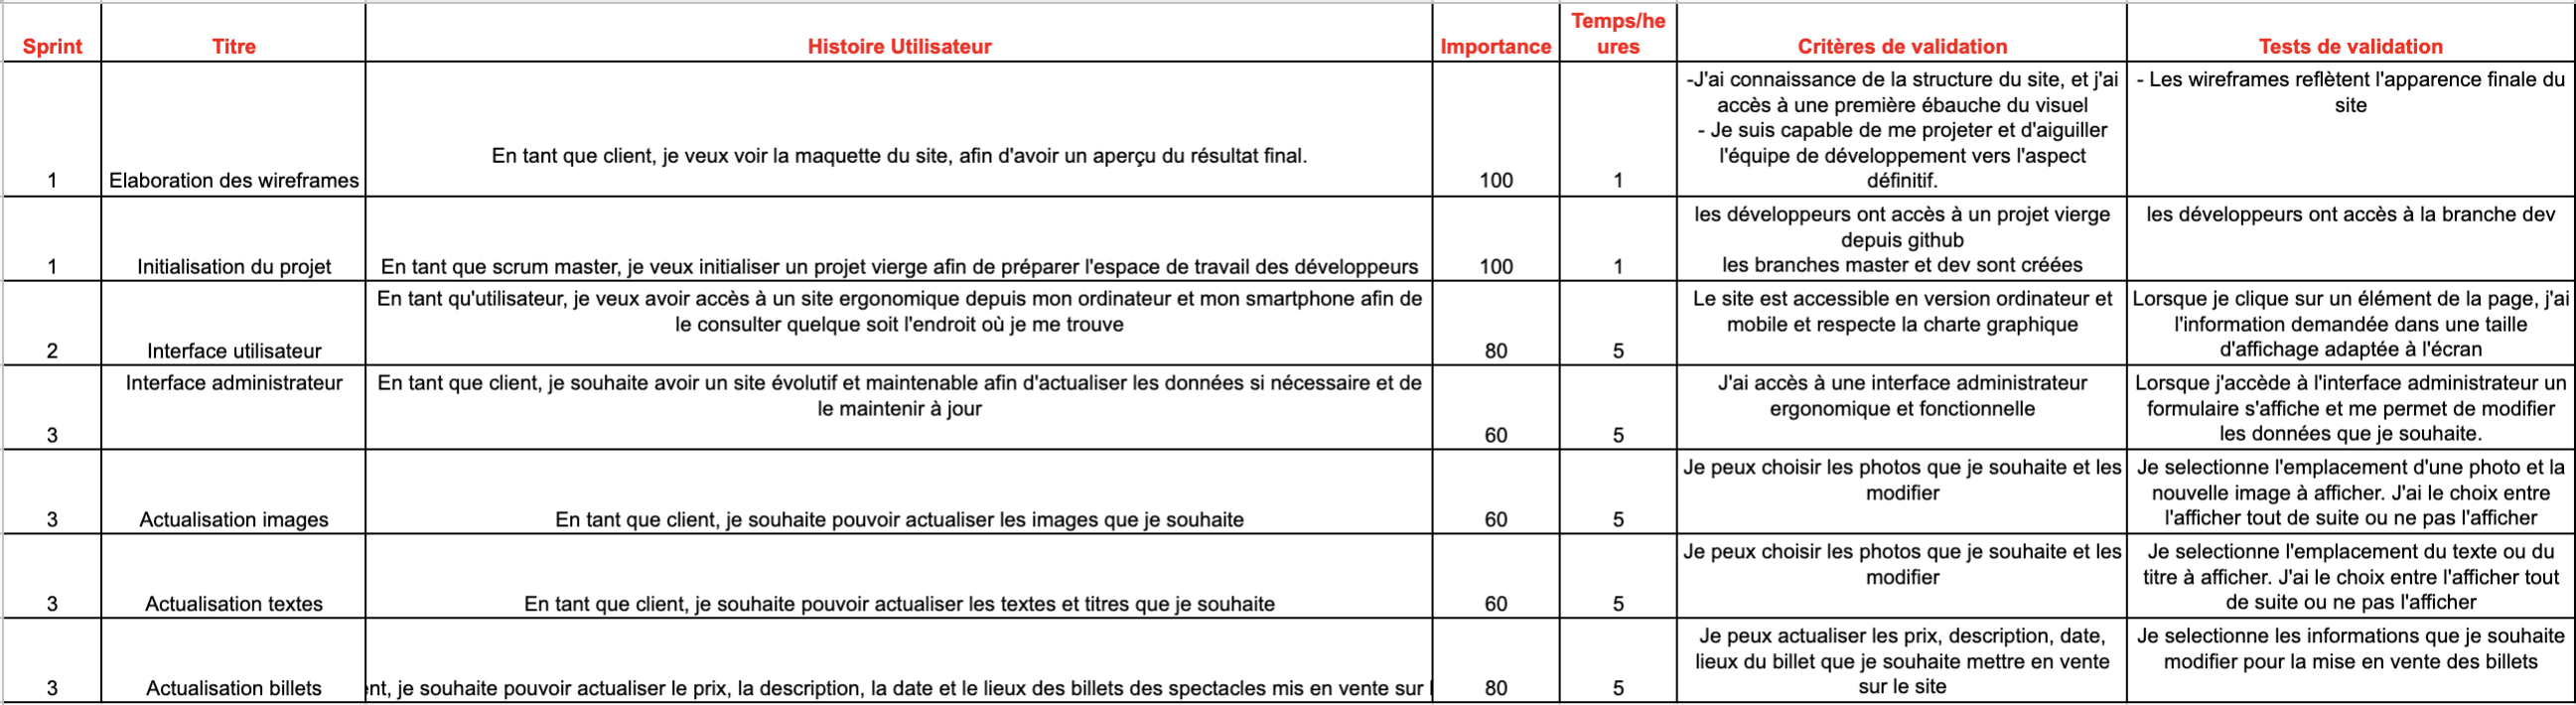 Sprint
Titre
Histoire Utilisateur
Importance
Temps/he
ures
Critères de validation
Tests de validation
1
Elaboration des wireframes
En tant que client, je veux voir la maquette du site, afin d'avoir un aperçu du résultat final.
100
1
-J'ai connaissance de la structure du site, et j'ai
accès à une première ébauche du visuel
- Je suis capable de me projeter et d'aiguiller
l'équipe de développement vers l'aspect
définitif.
- Les wireframes reflètent l'apparence finale du
site
1
Initialisation du projet
En tant que scrum master, je veux initialiser un projet vierge afin de préparer l'espace de travail des développeurs
100
1
les développeurs ont accès à un projet vierge
depuis github
les branches master et dev sont créées
les développeurs ont accès à la branche dev
2
Interface utilisateur
En tant qu'utilisateur, je veux avoir accès à un site ergonomique depuis mon ordinateur et mon smartphone afin de
le consulter quelque soit l'endroit où je me trouve
80
5
Le site est accessible en version ordinateur et
mobile et respecte la charte graphique
Lorsque je clique sur un élément de la page, j'ai
l'information demandée dans une taille
d'affichage adaptée à l'écran
3
Interface administrateur
En tant que client, je souhaite avoir un site évolutif et maintenable afin d'actualiser les données si nécessaire et de
le maintenir à jour
60
5
J'ai accès à une interface administrateur
ergonomique et fonctionnelle
Lorsque j'accède à l'interface administrateur un
formulaire s'affiche et me permet de modifier
les données que je souhaite.
3
Actualisation images
En tant que client, je souhaite pouvoir actualiser les images que je souhaite
60
5
Je peux choisir les photos que je souhaite et les
modifier
Je selectionne l'emplacement d'une photo et la
nouvelle image à afficher. J'ai le choix entre
l'afficher tout de suite ou ne pas l'afficher
3
Actualisation textes
En tant que client, je souhaite pouvoir actualiser les textes et titres que je souhaite
60
5
Je peux choisir les photos que je souhaite et les
modifier
Je selectionne l'emplacement du texte ou du
titre à afficher. J'ai le choix entre l'afficher tout
de suite ou ne pas l'afficher
3
Actualisation billets
nt, je souhaite pouvoir actualiser le prix, la description, la date et le lieux des billets des spectacles mis en vente sur
80
5
Je peux actualiser les prix, description, date,
lieux du billet que je souhaite mettre en vente
sur le site
Je selectionne les informations que je souhaite
modifier pour la mise en vente des billets